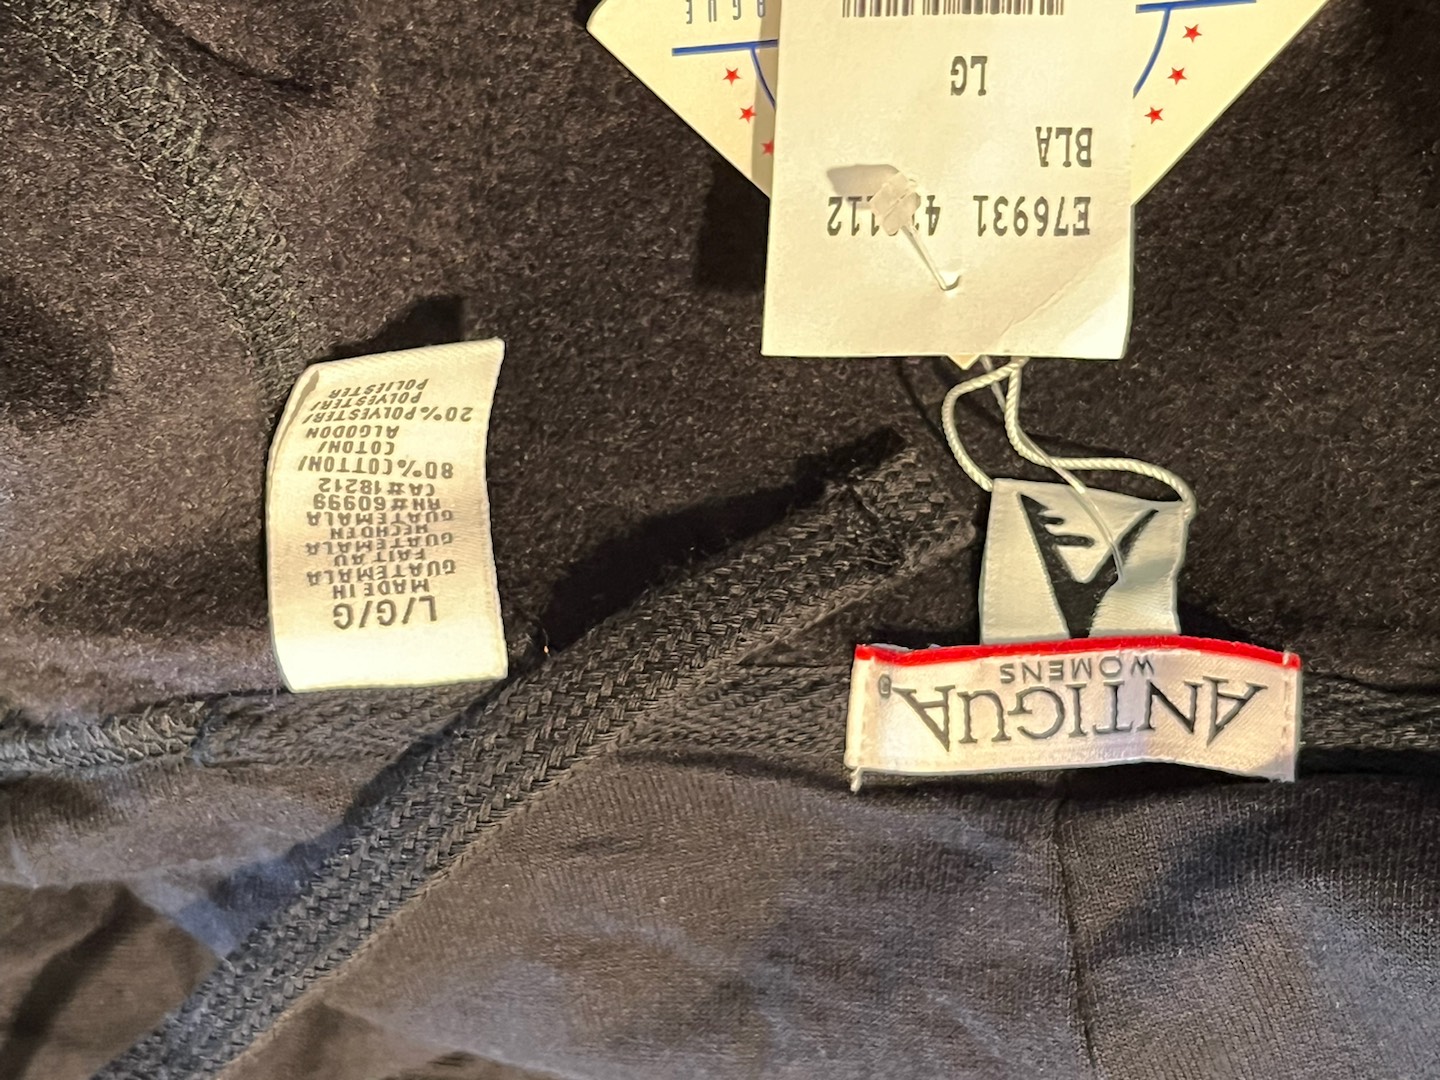 E76931
BLA
LG
AGUE
ANTIGUA
WOMENS
L/G/G
MADE IN
GUATEMALA
FAIT AU
GUATEMALA
HECHO EN
GUATEMALA
RN#60999
CA#18212
80% COTTON/
COTON/
ALGODON
20% POLYESTER/
POLYESTER/
POLIESTER